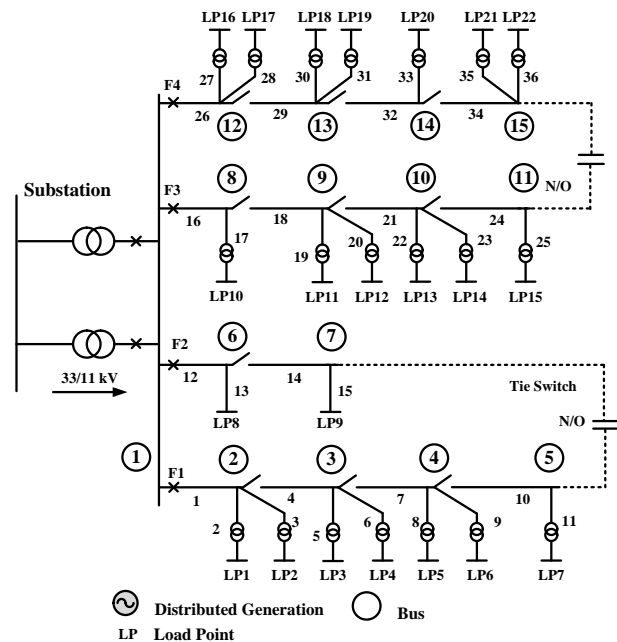 LP16 LP17 LP18 LP19 LP20 LP21 LP22
27 28 30 31 33 35 36
F4
26 29 32 34
12 13 14 15
Substation
F3
8 9 10 11
N/O
16 18 21 24
17 19 20 22 23 25
LP10 LP11 LP12 LP13 LP14 LP15
F2
6 7
33/11 kV
12 13 14 15
Tie Switch
LP8 LP9
N/O
1
F1
2 3 4 5
1 4 7 10
2 3 5 6 8 9 11
LP1 LP2 LP3 LP4 LP5 LP6 LP7
Distributed Generation Bus
LP Load Point